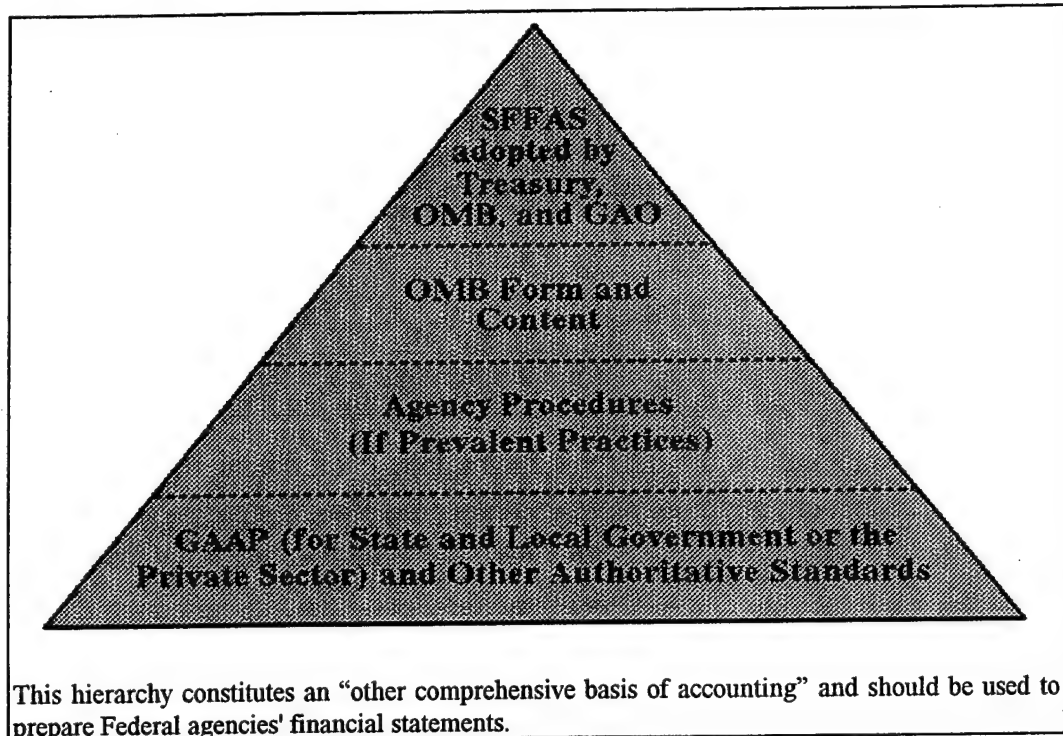 SFFAS
adopted by
Treasury,
OMB, and GAO
OMB Form and
Content
Agency Procedures
(If Prevalent Practices)
GAAP (for State and Local Government or the
Private Sector) and Other Authoritative Standards
This hierarchy constitutes an “other comprehensive basis of accounting” and should be used to
prepare Federal agencies' financial statements.